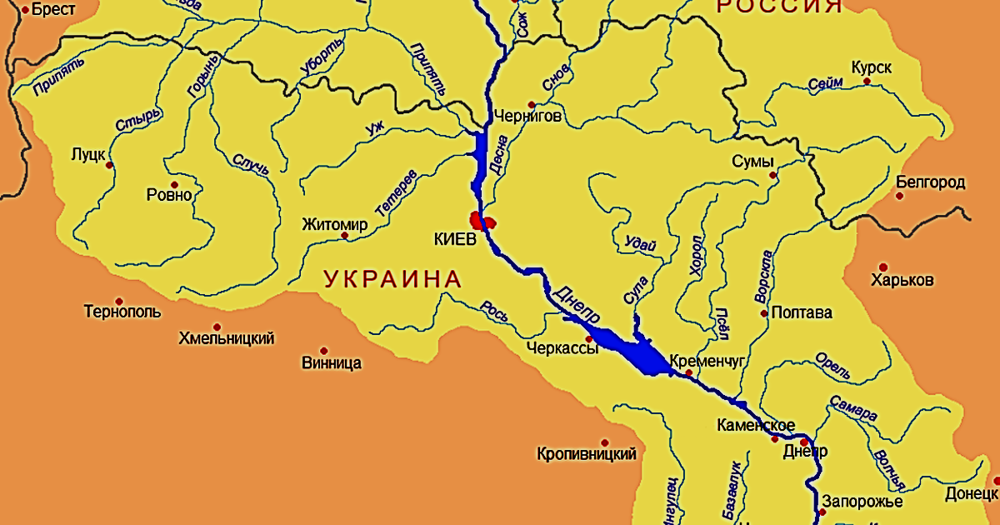 РОССИЯ
Брест
Сож
Припять
Уборть
Припять
Горынь
Снов
Сейм
Курск
Стырь
Уж
Чернигов
Десна
Луцк
Случь
Сумы
Ровно
Тетерев
Белгород
Житомир
КИЕВ
Удай
Хорол
Ворскла
УКРАИНА
Харьков
Днепр
Сула
Тернополь
Рось
Псёл
Полтава
Хмельницкий
Черкассы
Винница
Кременчуг
Орель
Самара
Каменское
Кропивницкий
Днепр
Волчья
Базавлук
Ингулец
Донецк
Запорожье